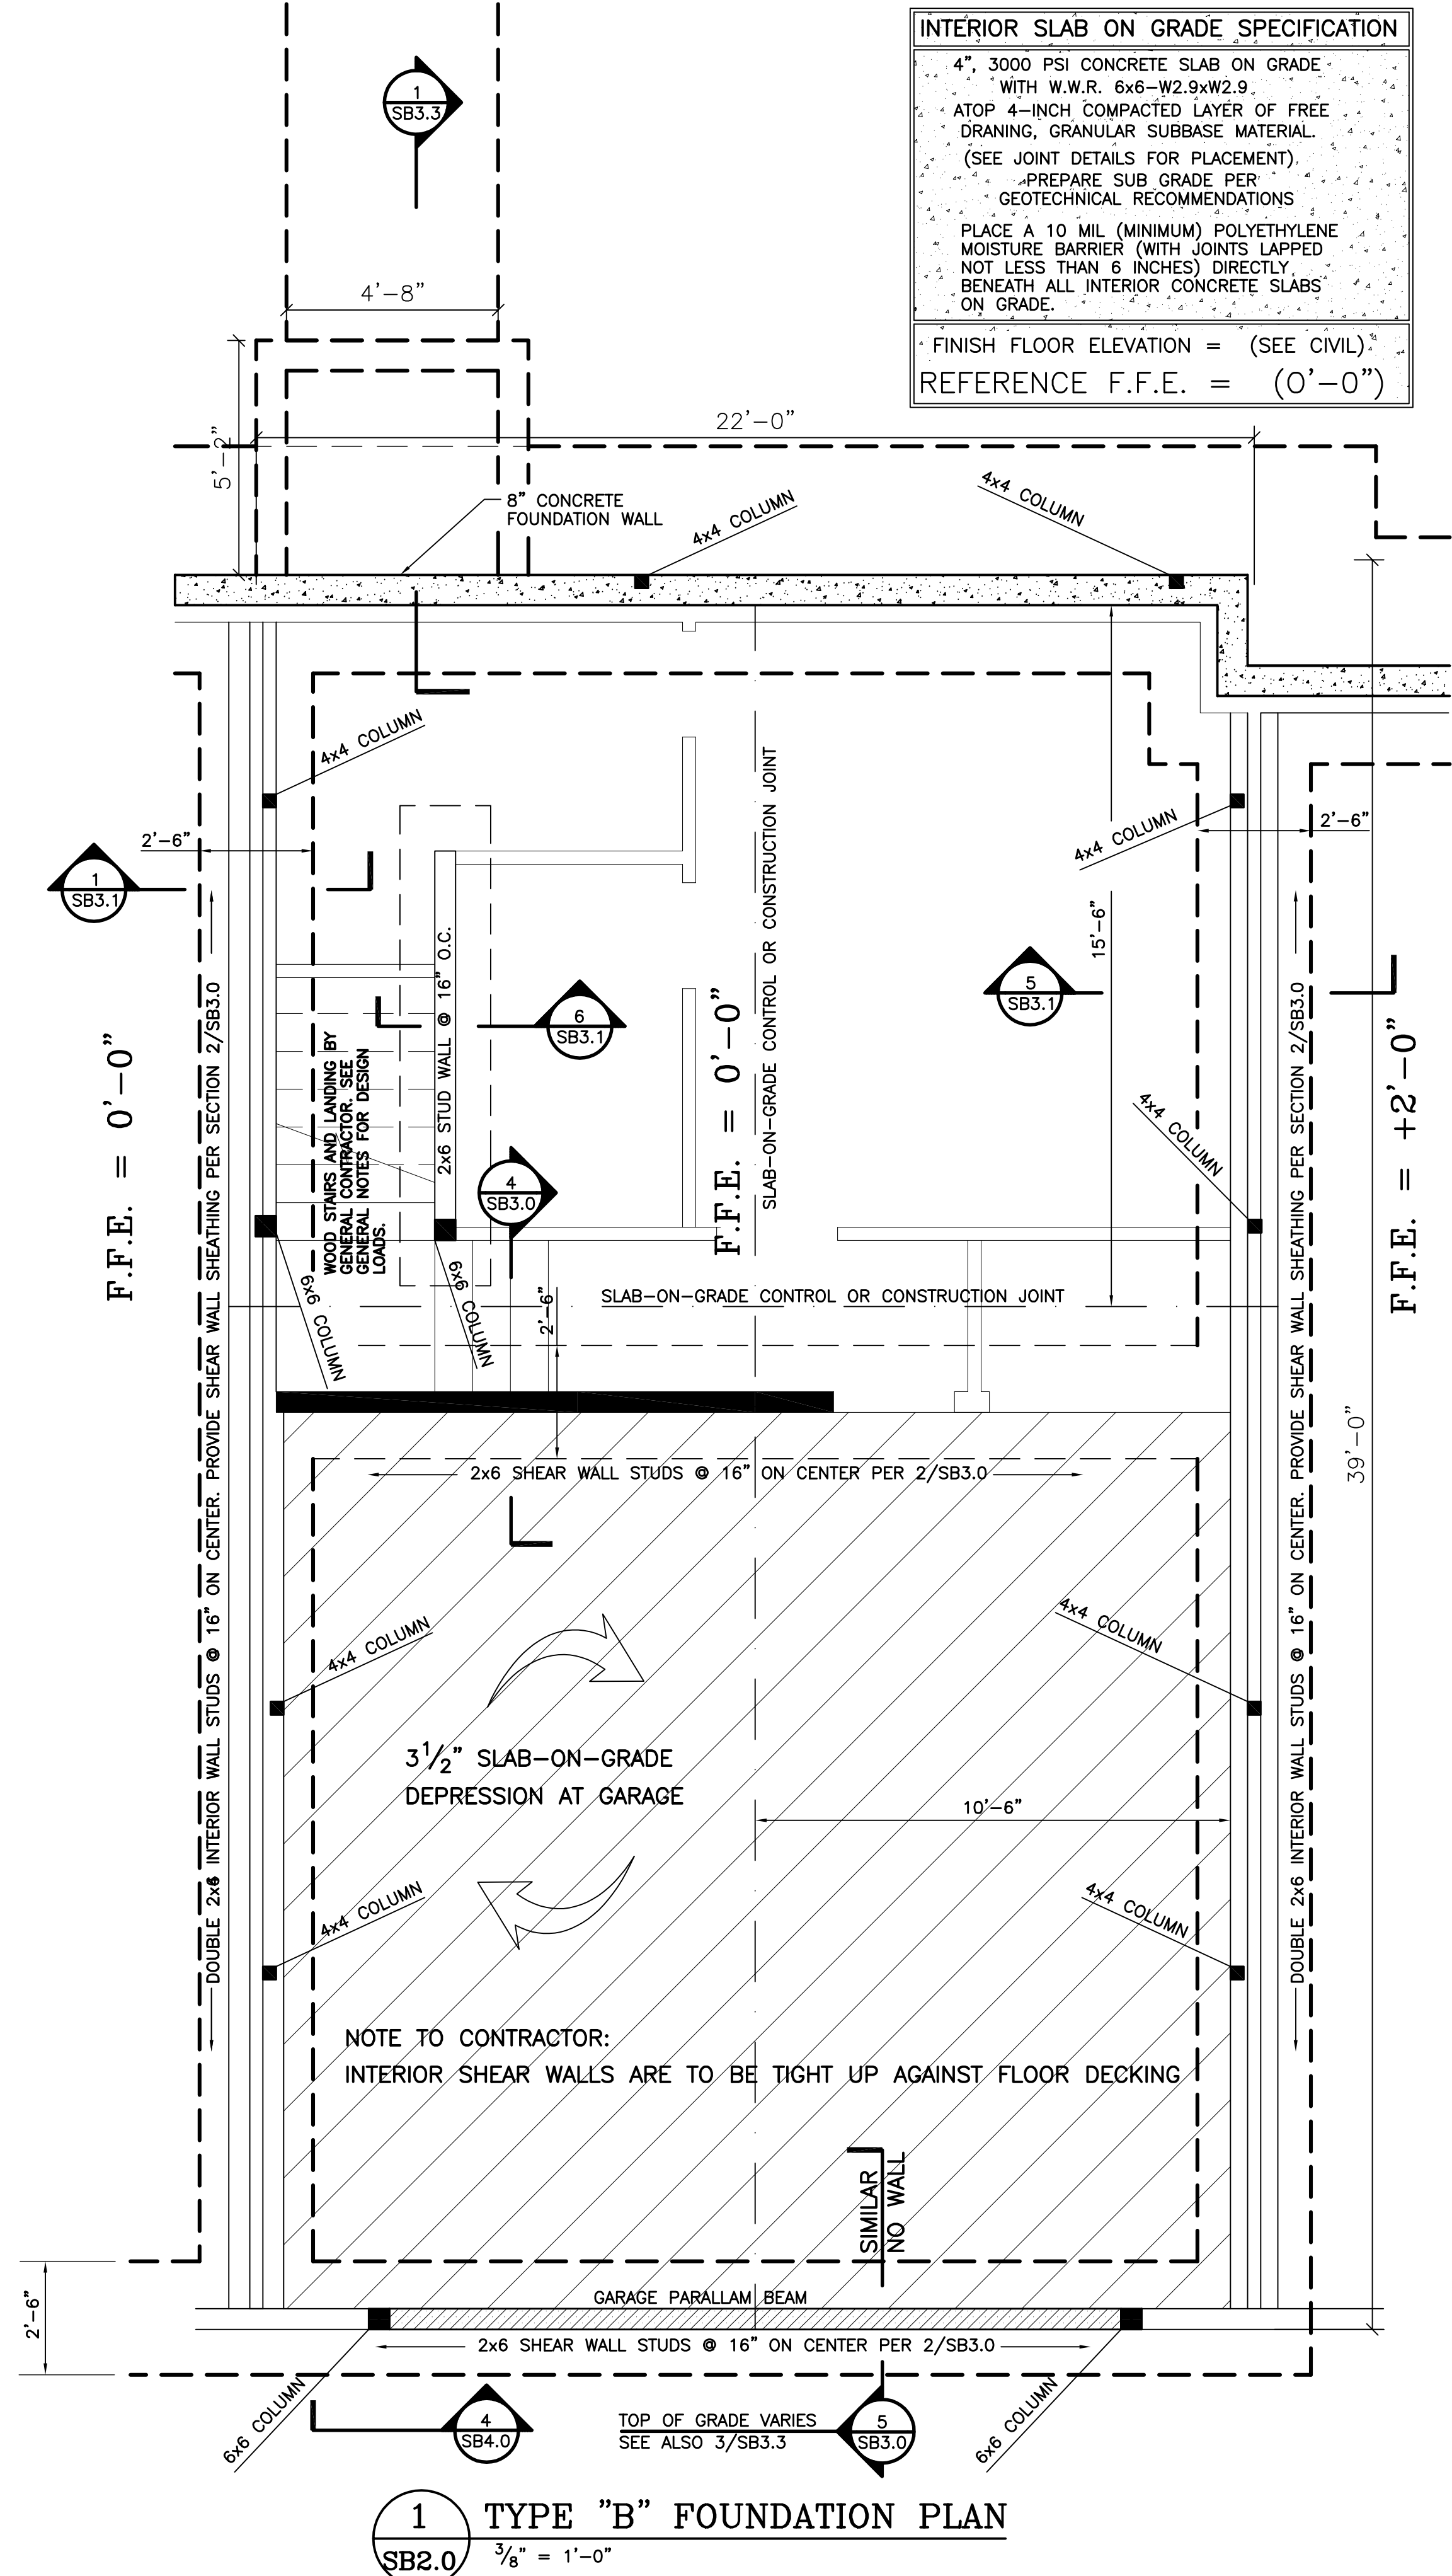 INTERIOR SLAB ON GRADE SPECIFICATION
4”, 3000 PSI CONCRETE SLAB ON GRADE
WITH W.W.R. 6x6-W2.9xW2.9
ATOP 4-INCH COMPACTED LAYER OF FREE
DRANING, GRANULAR SUBBASE MATERIAL.
(SEE JOINT DETAILS FOR PLACEMENT)
PREPARE SUB GRADE PER
GEOTECHNICAL RECOMMENDATIONS
PLACE A 10 MIL (MINIMUM) POLYETHYLENE
MOISTURE BARRIER (WITH JOINTS LAPPED
NOT LESS THAN 6 INCHES) DIRECTLY
BENEATH ALL INTERIOR CONCRETE SLABS
ON GRADE.
FINISH FLOOR ELEVATION = (SEE CIVIL)
REFERENCE F.F.E. = (0'-0”)
1
SB3.3
4'-8”
5'-2”
22'-0”
8” CONCRETE
FOUNDATION WALL
4x4 COLUMN
4x4 COLUMN
4x4 COLUMN
4x4 COLUMN
2'-6”
2'-6”
1
SB3.1
15'-6”
5
SB3.1
6
SB3.1
4
SB3.0
2x6 STUD WALL @ 16” O.C.
SLAB-ON-GRADE CONTROL OR CONSTRUCTION JOINT
F.F.E. = 0'-0”
F.F.E. = 0'-0”
F.F.E. = +2'-0”
WOOD STAIRS AND LANDING BY
GENERAL CONTRACTOR. SEE
GENERAL NOTES FOR DESIGN
LOADS.
4x4 COLUMN
6x6 COLUMN
6x6 COLUMN
2'-6”
SLAB-ON-GRADE CONTROL OR CONSTRUCTION JOINT
DOUBLE 2x6 INTERIOR WALL STUDS @ 16” ON CENTER. PROVIDE SHEAR WALL SHEATHING PER SECTION 2/SB3.0
DOUBLE 2x6 INTERIOR WALL STUDS @ 16” ON CENTER. PROVIDE SHEAR WALL SHEATHING PER SECTION 2/SB3.0
39'-0”
2x6 SHEAR WALL STUDS @ 16” ON CENTER PER 2/SB3.0
4x4 COLUMN
4x4 COLUMN
3 1/2” SLAB-ON-GRADE
DEPRESSION AT GARAGE
10'-6”
4x4 COLUMN
4x4 COLUMN
NOTE TO CONTRACTOR:
INTERIOR SHEAR WALLS ARE TO BE TIGHT UP AGAINST FLOOR DECKING
SIMILAR
NO WALL
2'-6”
GARAGE PARALLAM BEAM
2x6 SHEAR WALL STUDS @ 16” ON CENTER PER 2/SB3.0
6x6 COLUMN
6x6 COLUMN
4
SB4.0
TOP OF GRADE VARIES
SEE ALSO 3/SB3.3
5
SB3.0
1
SB2.0
TYPE ”B” FOUNDATION PLAN
3/8” = 1'-0”